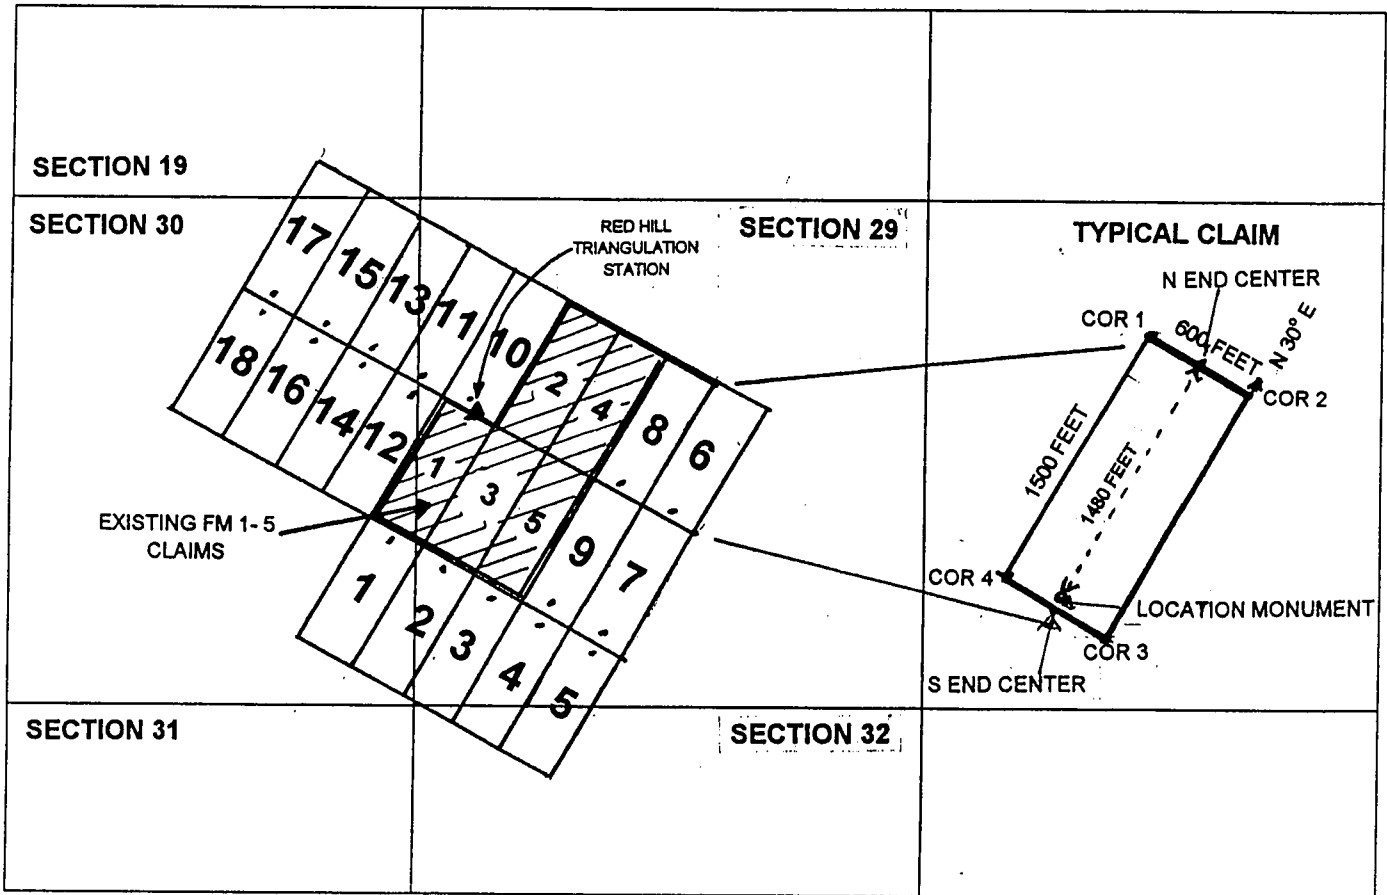 SECTION 19
SECTION 30
RED HILL
TRIANGULATION
STATION
SECTION 29
TYPICAL CLAIM
N END CENTER
COR 1
600 FEET
N 30° E
COR 2
1500 FEET
1480 FEET
COR 4
LOCATION MONUMENT
COR 3
S END CENTER
17
15
13
11
10
2
4
8
6
18
16
14
12
1
3
5
9
7
EXISTING FM 1-5
CLAIMS
1
2
3
4
5
SECTION 31
SECTION 32